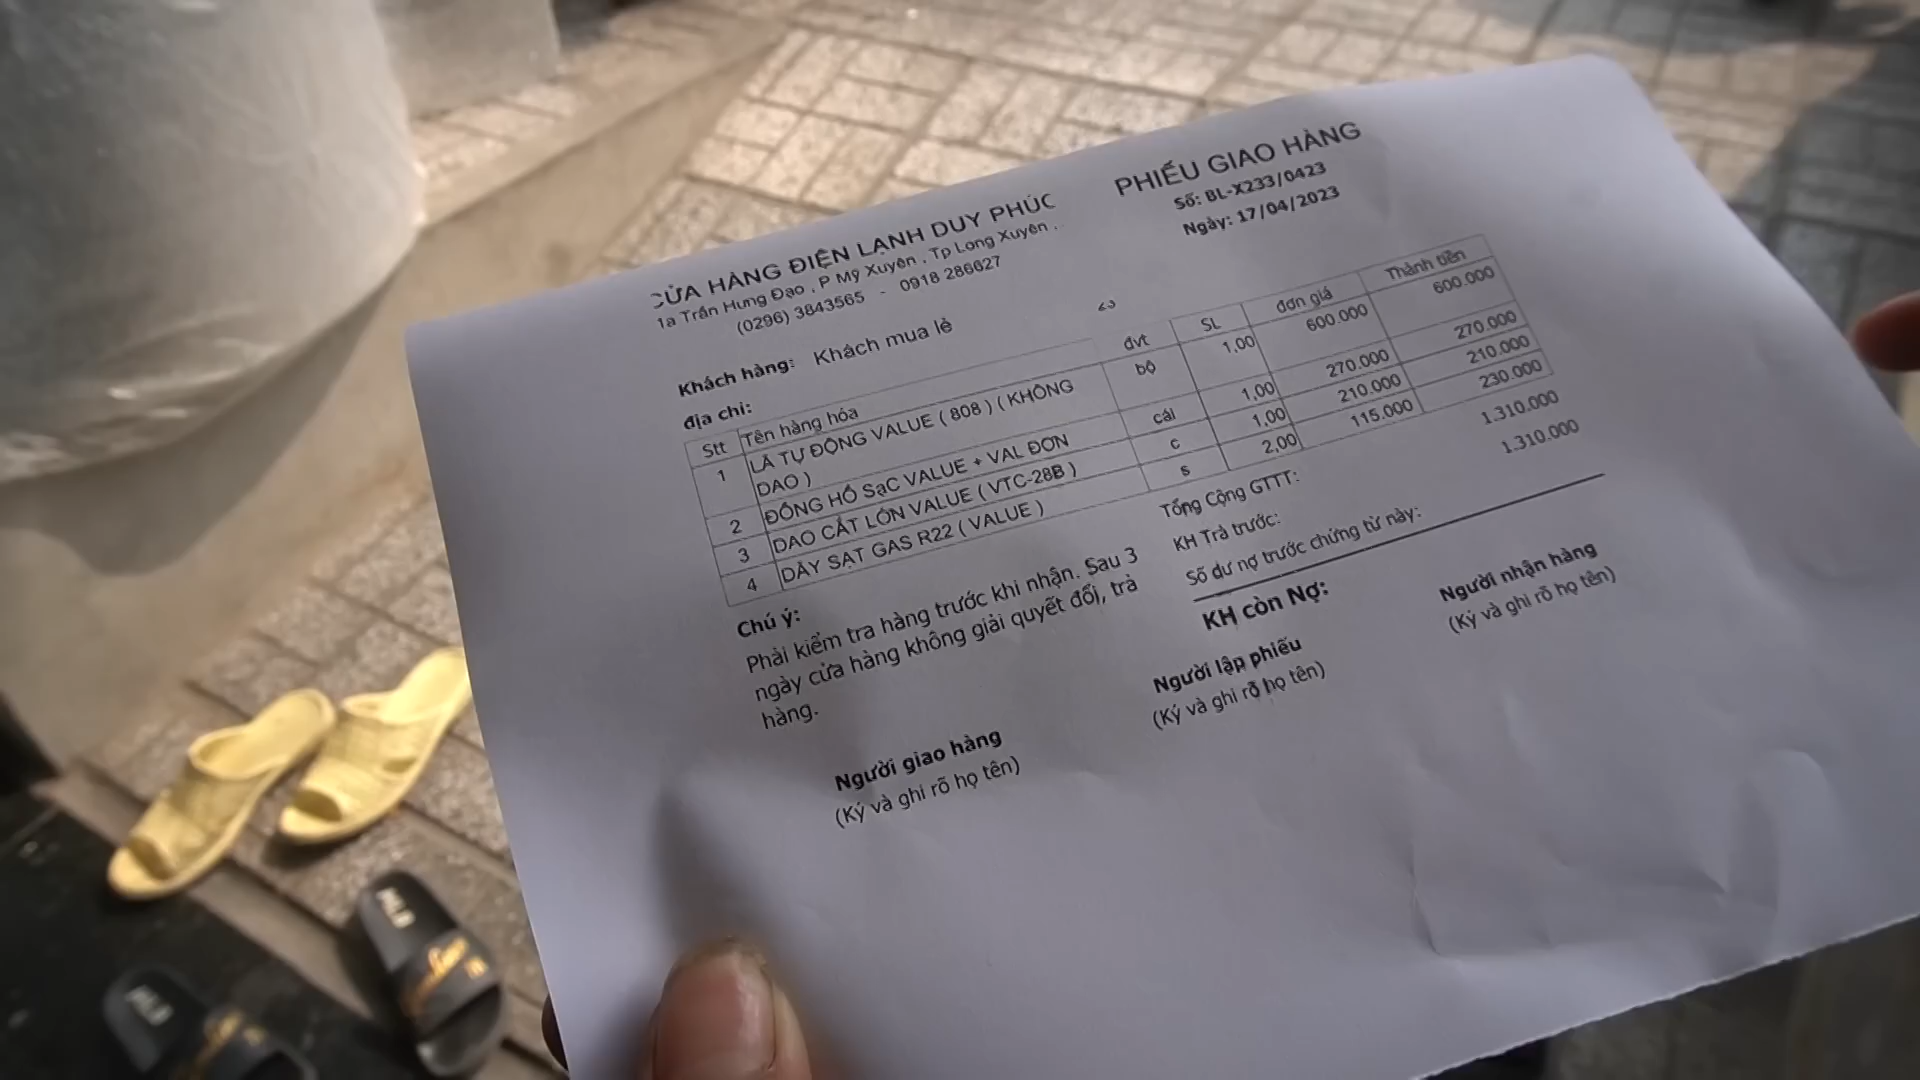 CỬA HÀNG ĐIỆN LẠNH DUY PHÚC
1a Trần Hưng Đạo , P Mỹ Xuyên , Tp Long Xuyên ,
(0296) 3843565 - 0918 286627
PHIẾU GIAO HÀNG
Số: BL-X233/0423
Ngày: 17/04/2023
Khách hàng: Khách mua lẻ
địa chỉ:
Stt Tên hàng hóa đvt SL đơn giá Thành tiền
1 LÃ TỰ ĐỘNG VALUE ( 808 ) ( KHÔNG DAO ) bộ 1,00 600.000 600.000
2 ĐỒNG HỒ SạC VALUE + VAL ĐƠN cái 1,00 270.000 270.000
3 DAO CẮT LỚN VALUE ( VTC-28B ) c 1,00 210.000 210.000
4 DÂY SẠT GAS R22 ( VALUE ) s 2,00 115.000 230.000
Tổng Cộng GTTT: 1.310.000
KH Trả trước: 1.310.000
Số dư nợ trước chứng từ này:
KH còn Nợ:
Chú ý:
Phải kiểm tra hàng trước khi nhận. Sau 3
ngày cửa hàng không giải quyết đổi, trả
hàng.
Người giao hàng
(Ký và ghi rõ họ tên)
Người lập phiếu
(Ký và ghi rõ họ tên)
Người nhận hàng
(Ký và ghi rõ họ tên)